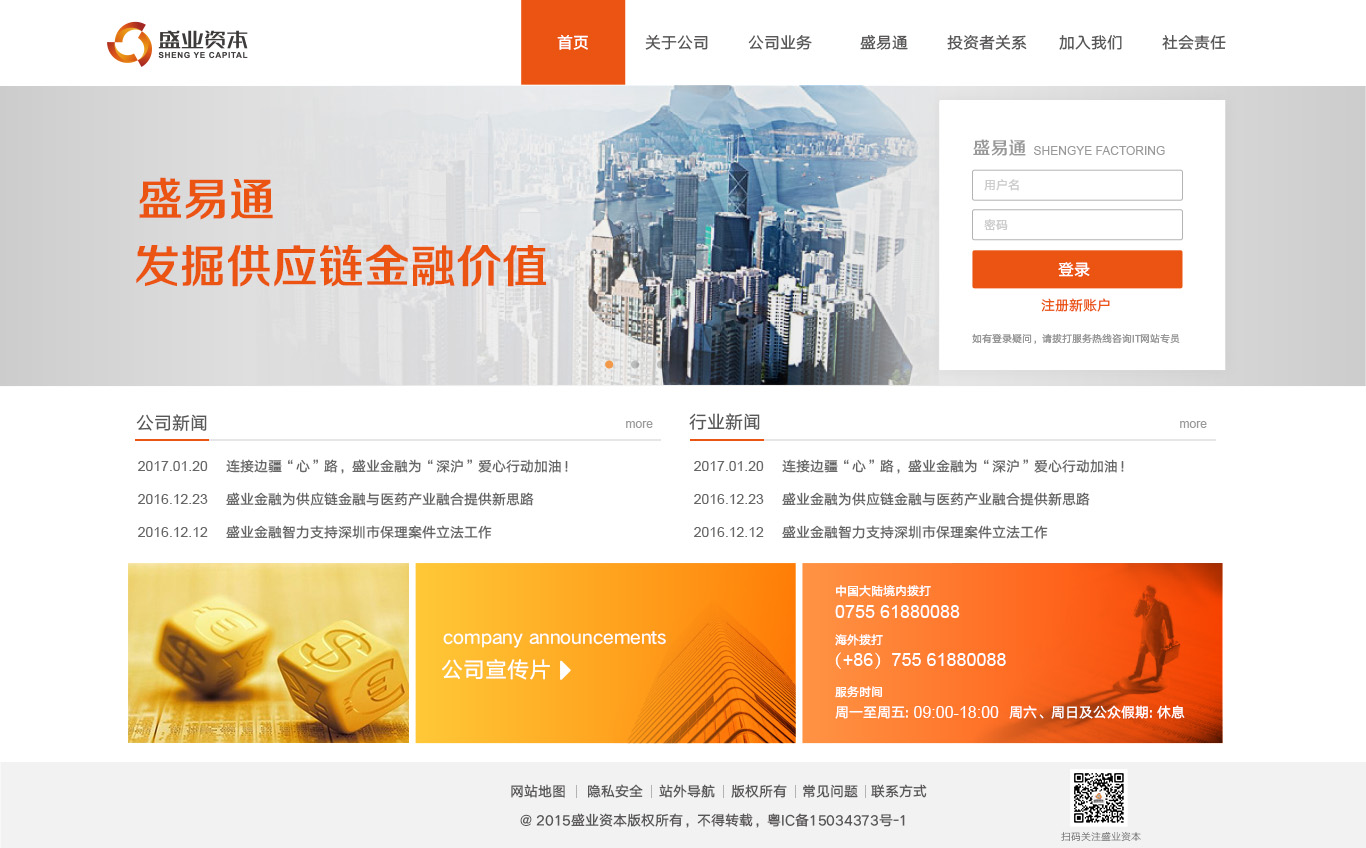 盛业资本
SHENG YE CAPITAL
首页 关于公司 公司业务 盛易通 投资者关系 加入我们 社会责任
盛易通
发掘供应链金融价值
盛易通 SHENGYE FACTORING
用户名
密码
登录
注册新账户
如有登录疑问，请拨打服务热线咨询IT网站专员
公司新闻 more
2017.01.20 连接边疆“心”路，盛业金融为“深沪”爱心行动加油！
2016.12.23 盛业金融为供应链金融与医药产业融合提供新思路
2016.12.12 盛业金融智力支持深圳市保理案件立法工作
行业新闻 more
2017.01.20 连接边疆“心”路，盛业金融为“深沪”爱心行动加油！
2016.12.23 盛业金融为供应链金融与医药产业融合提供新思路
2016.12.12 盛业金融智力支持深圳市保理案件立法工作
company announcements
公司宣传片
中国大陆境内拨打
0755 61880088
海外拨打
(+86) 755 61880088
服务时间
周一至周五: 09:00-18:00 周六、周日及公众假期: 休息
网站地图 | 隐私安全 | 站外导航 | 版权所有 | 常见问题 | 联系方式
@ 2015盛业资本版权所有，不得转载，粤IC备15034373号-1
扫码关注盛业资本